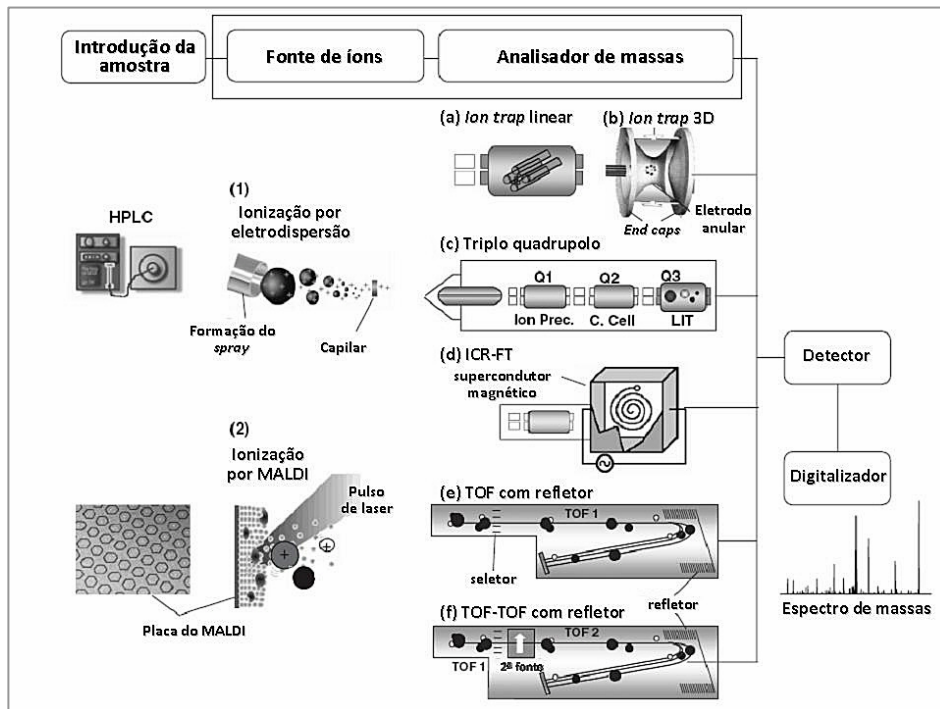 Introdução da
amostra
Fonte de íons
Analisador de massas
(a) Ion trap linear
(b) Ion trap 3D
(1)
HPLC
Ionização por
eletrodispersão
End caps
Eletrodo
anular
(c) Triplo quadrupolo
Q1
Q2
Q3
Ion Prec.
C. Cell
LIT
Formação do
spray
Capilar
(d) ICR-FT
supercondutor
magnético
Detector
(2)
Ionização
por MALDI
Pulso
de laser
Digitalizador
(e) TOF com refletor
TOF 1
seletor
refletor
Espectro de massas
(f) TOF-TOF com refletor
Placa do MALDI
TOF 2
TOF 1
2ª fonte